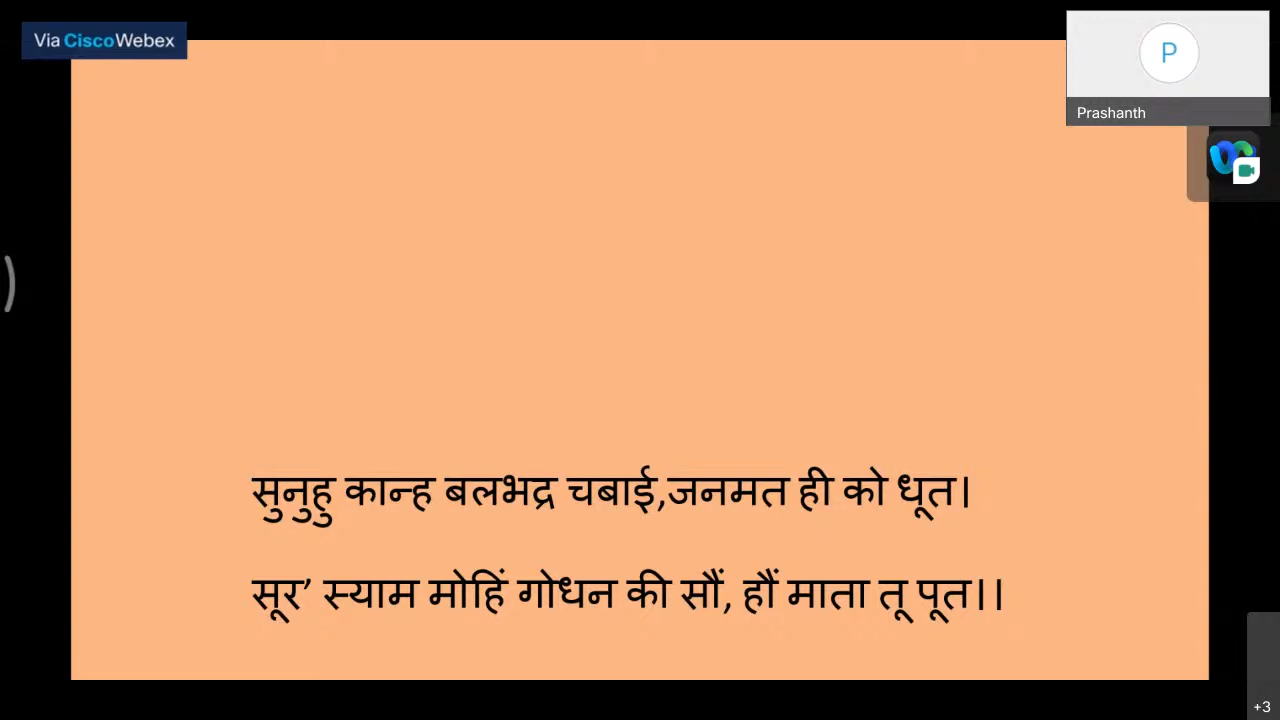 Via CiscoWebex
P
Prashanth
सुनुहु कान्ह बलभद्र चबाई,जनमत ही को धूत।
सूर’ स्याम मोहिं गोधन की सौं, हौं माता तू पूत।।
+3